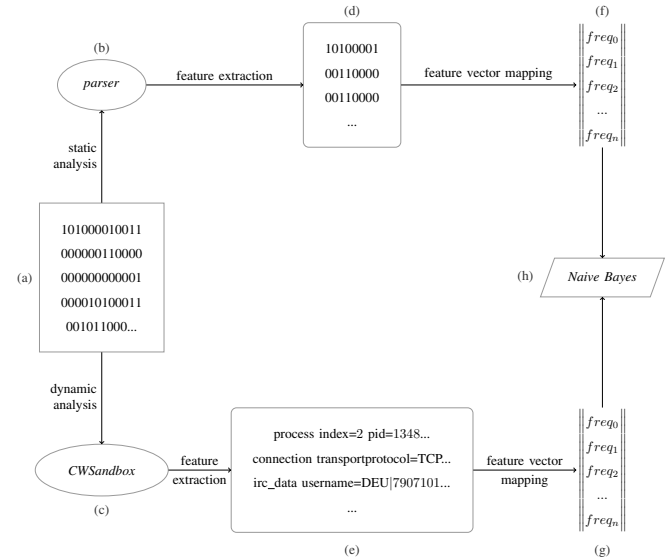 (d)
(f)
10100001
00110000
00110000
...
freq0
freq1
freq2
...
freqn
(b)
parser
feature extraction
feature vector mapping
static
analysis
(a)
101000010011
000000110000
000000000001
000010100011
001011000...
(h)
Naive Bayes
dynamic
analysis
CWSandbox
(c)
feature
extraction
process index=2 pid=1348...
connection transportprotocol=TCP...
irc_data username=DEU|7907101...
...
(e)
feature vector
mapping
freq0
freq1
freq2
...
freqn
(g)